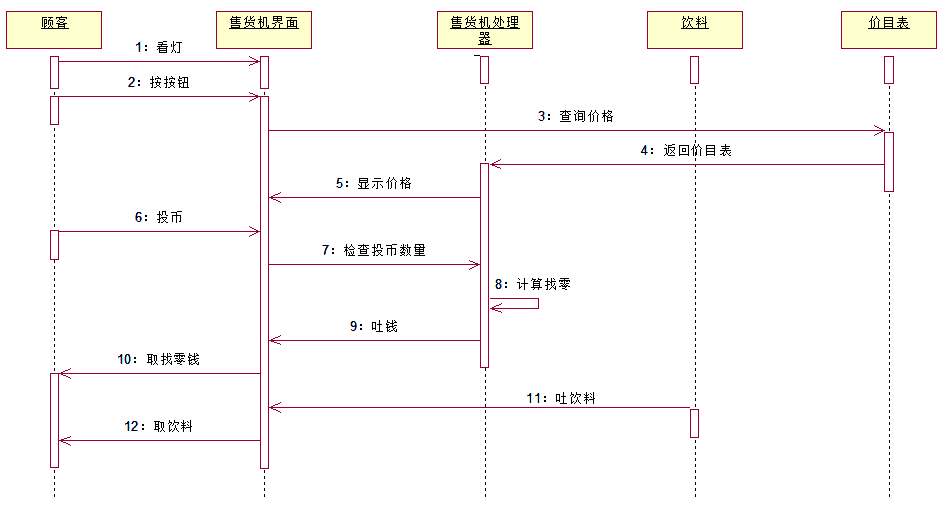 顾客
售货机界面
售货机处理
器
饮料
价目表
1: 看灯
2: 按按钮
3: 查询价格
4: 返回价目表
5: 显示价格
6: 投币
7: 检查投币数量
8: 计算找零
9: 吐钱
10: 取找零钱
11: 吐饮料
12: 取饮料